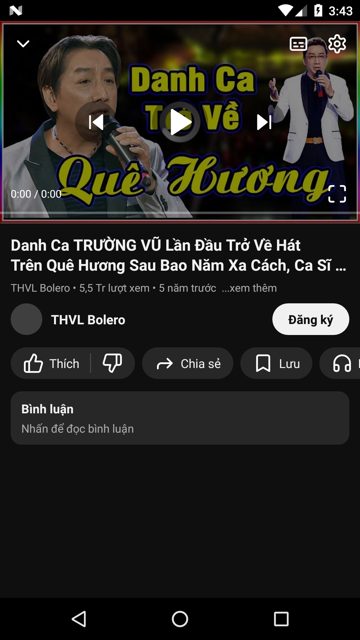 3:43
Danh Ca
Trở Về
Quê Hương
0:00 / 0:00
Danh Ca TRƯỜNG VŨ Lần Đầu Trở Về Hát
Trên Quê Hương Sau Bao Năm Xa Cách, Ca Sĩ ...
THVL Bolero • 5,5 Tr lượt xem • 5 năm trước ...xem thêm
THVL Bolero
Đăng ký
Thích
Chia sẻ
Lưu
Bình luận
Nhấn để đọc bình luận